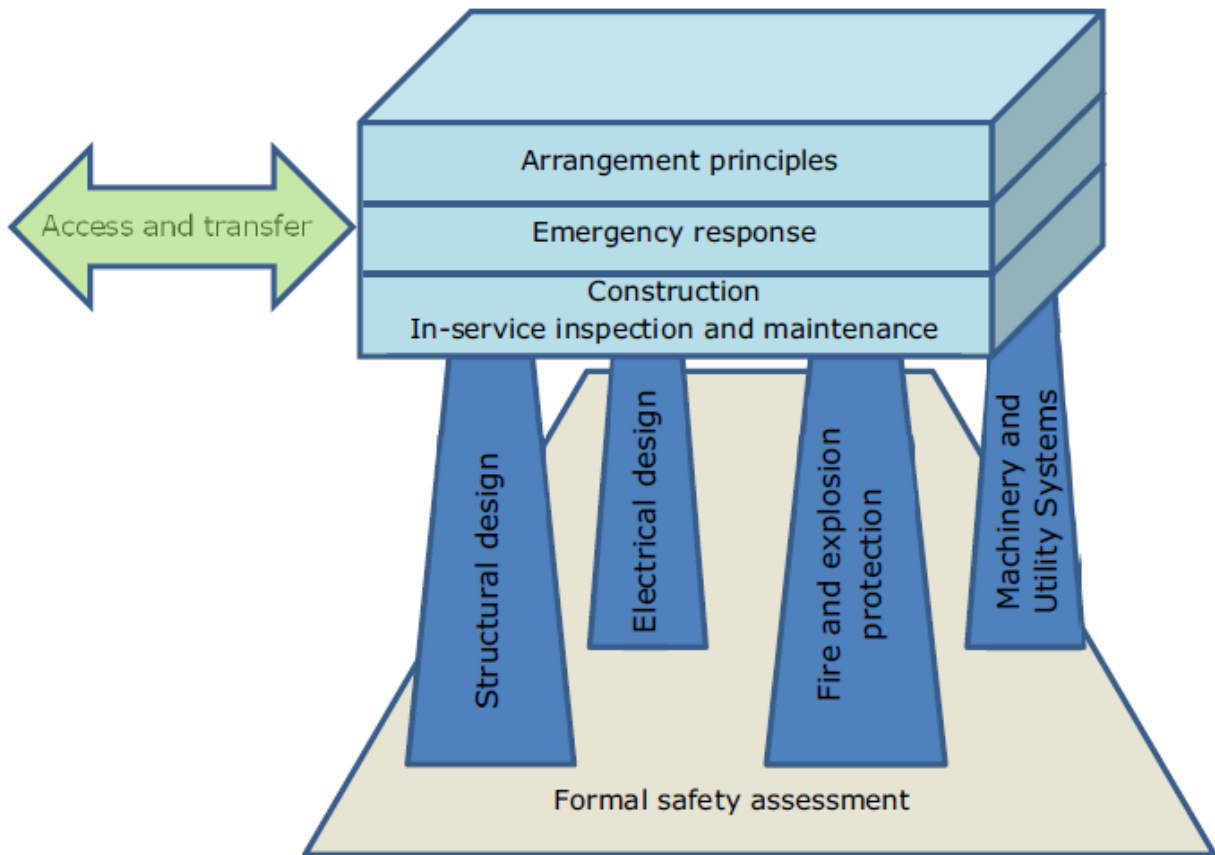 Arrangement principles
Access and transfer
Emergency response
Construction
In-service inspection and maintenance
Structural design
Electrical design
Fire and explosion
protection
Machinery and
Utility Systems
Formal safety assessment